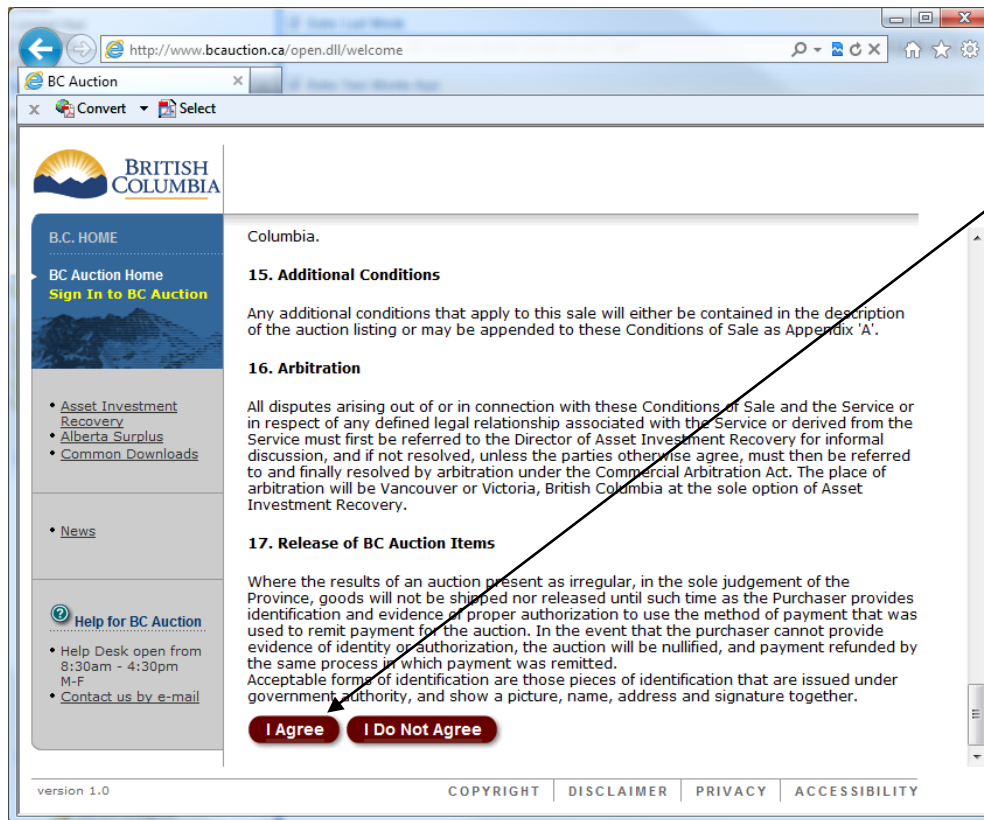 http://www.bcauction.ca/open.dll/welcome
BC Auction
x Convert Select
BRITISH
COLUMBIA
B.C. HOME
BC Auction Home
Sign In to BC Auction
Asset Investment
Recovery
Alberta Surplus
Common Downloads
News
Help for BC Auction
Help Desk open from
8:30am - 4:30pm
M-F
Contact us by e-mail
Columbia.
15. Additional Conditions
Any additional conditions that apply to this sale will either be contained in the description
of the auction listing or may be appended to these Conditions of Sale as Appendix 'A'.
16. Arbitration
All disputes arising out of or in connection with these Conditions of Sale and the Service or
in respect of any defined legal relationship associated with the Service or derived from the
Service must first be referred to the Director of Asset Investment Recovery for informal
discussion, and if not resolved, unless the parties otherwise agree, must then be referred
to and finally resolved by arbitration under the Commercial Arbitration Act. The place of
arbitration will be Vancouver or Victoria, British Columbia at the sole option of Asset
Investment Recovery.
17. Release of BC Auction Items
Where the results of an auction present as irregular, in the sole judgement of the
Province, goods will not be shipped nor released until such time as the Purchaser provides
identification and evidence of proper authorization to use the method of payment that was
used to remit payment for the auction. In the event that the purchaser cannot provide
evidence of identity or authorization, the auction will be nullified, and payment refunded by
the same process in which payment was remitted.
Acceptable forms of identification are those pieces of identification that are issued under
government authority, and show a picture, name, address and signature together.
I Agree I Do Not Agree
version 1.0
COPYRIGHT DISCLAIMER PRIVACY ACCESSIBILITY